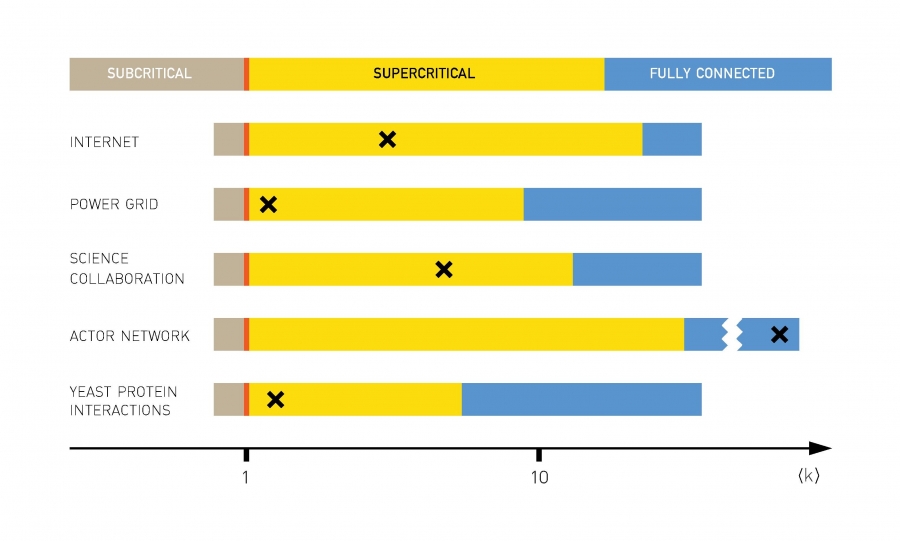 SUBCRITICAL SUPERCRITICAL FULLY CONNECTED
INTERNET
POWER GRID
SCIENCE
COLLABORATION
ACTOR NETWORK
YEAST PROTEIN
INTERACTIONS
1 10 ⟨k⟩